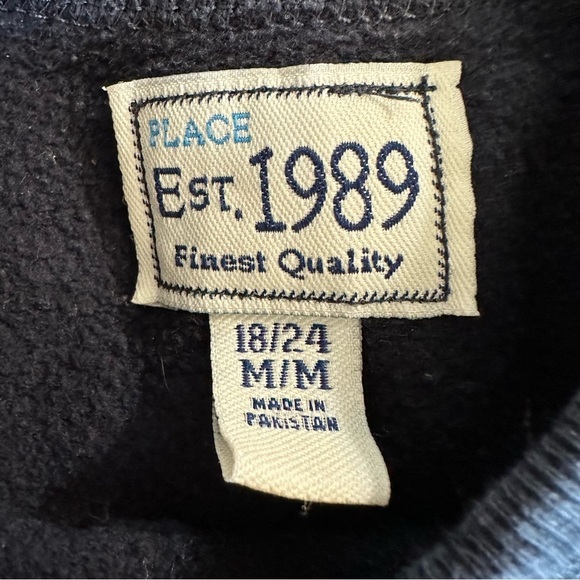 PLACE
EST. 1989
Finest Quality
18/24
M/M
MADE IN
PAKISTAN